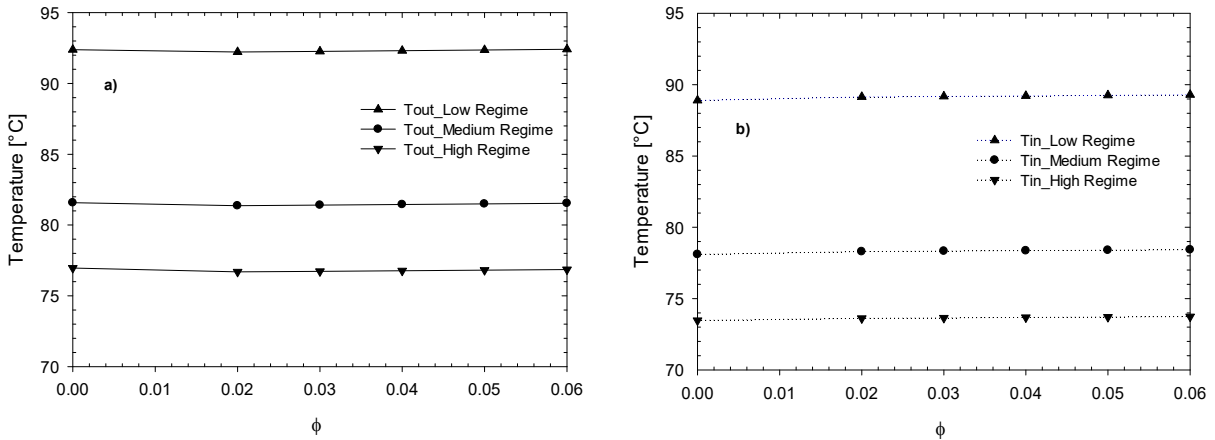 95
90
85
80
75
70
Temperature [°C]
a)
Tout_Low Regime
Tout_Medium Regime
Tout_High Regime
0.00 0.01 0.02 0.03 0.04 0.05 0.06
ϕ
95
90
85
80
75
70
Temperature [°C]
b)
Tin_Low Regime
Tin_Medium Regime
Tin_High Regime
0.00 0.01 0.02 0.03 0.04 0.05 0.06
ϕ